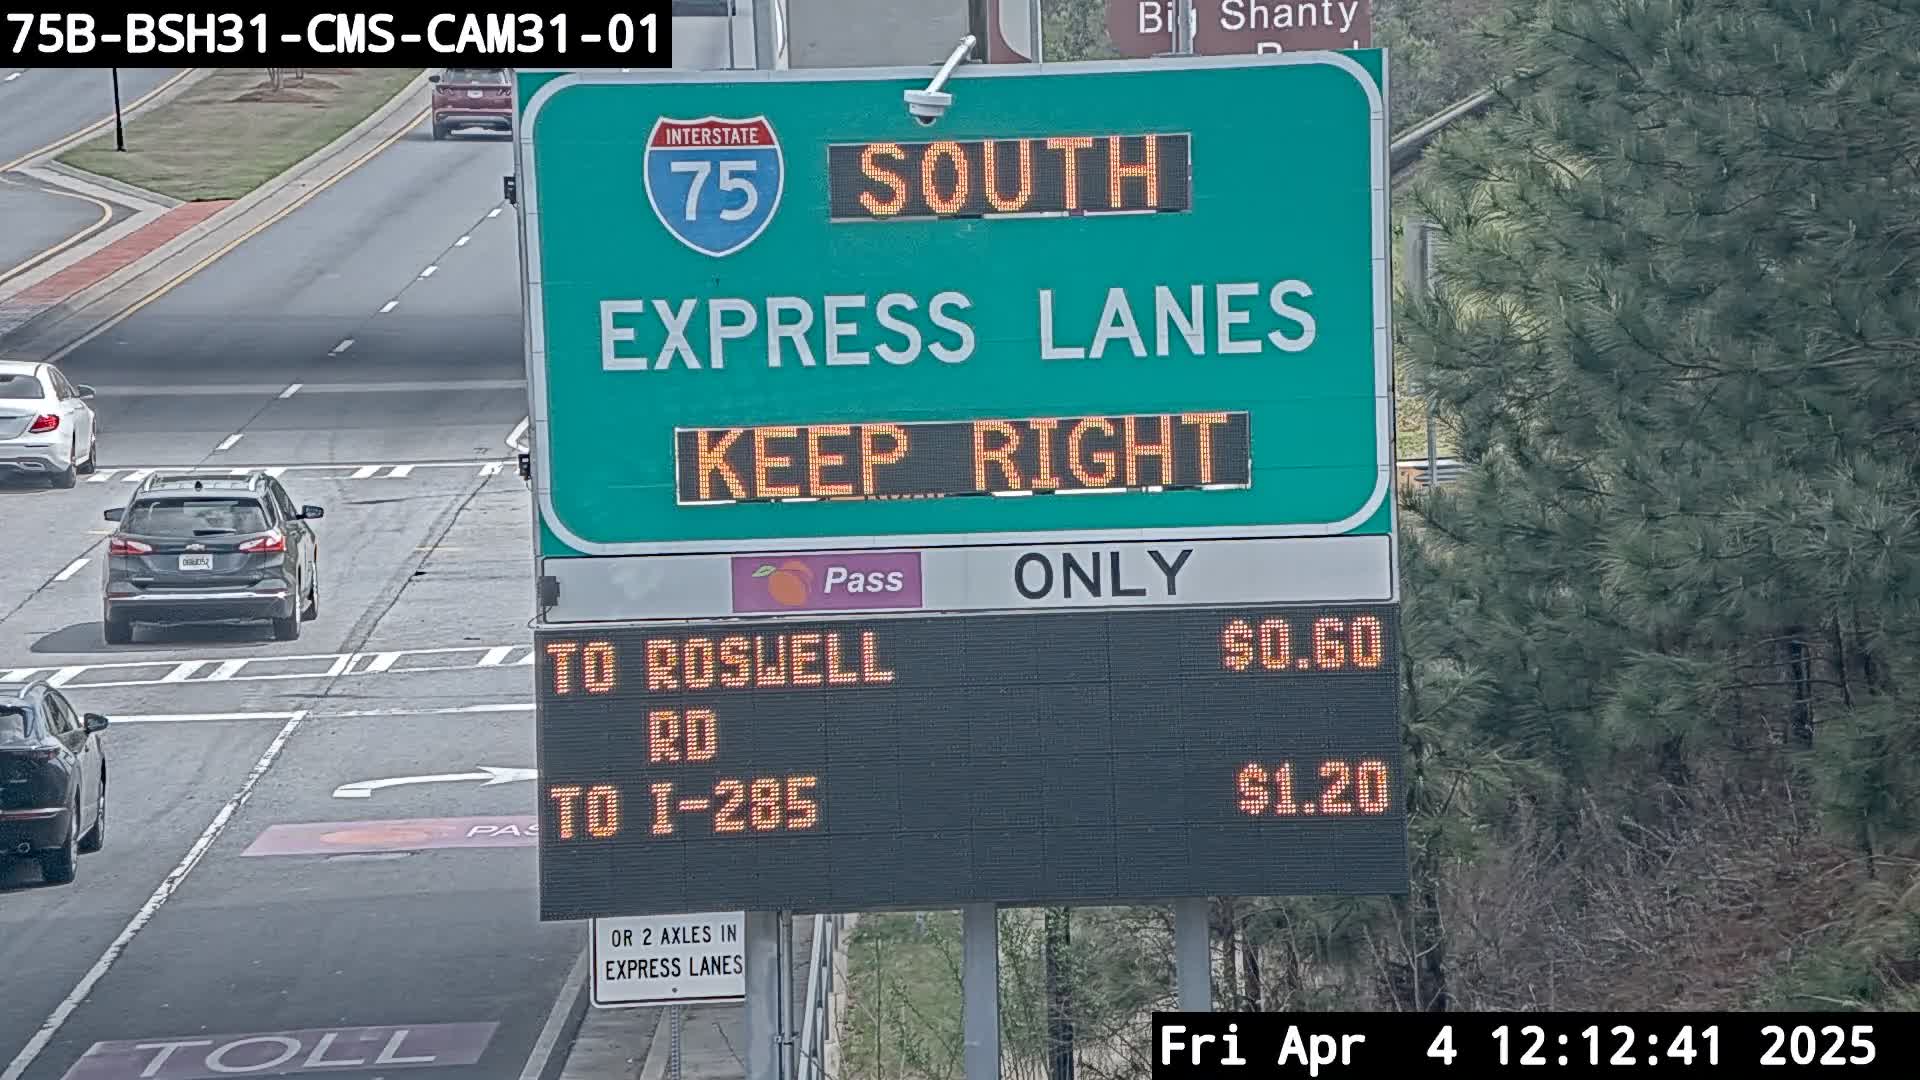 75B-BSH31-CMS-CAM31-01
Big Shanty
INTERSTATE
75
SOUTH
EXPRESS LANES
KEEP RIGHT
Pass
ONLY
TO ROSWELL $0.60
RD
TO I-285 $1.20
OR 2 AXLES IN
EXPRESS LANES
TOLL
Fri Apr 4 12:12:41 2025